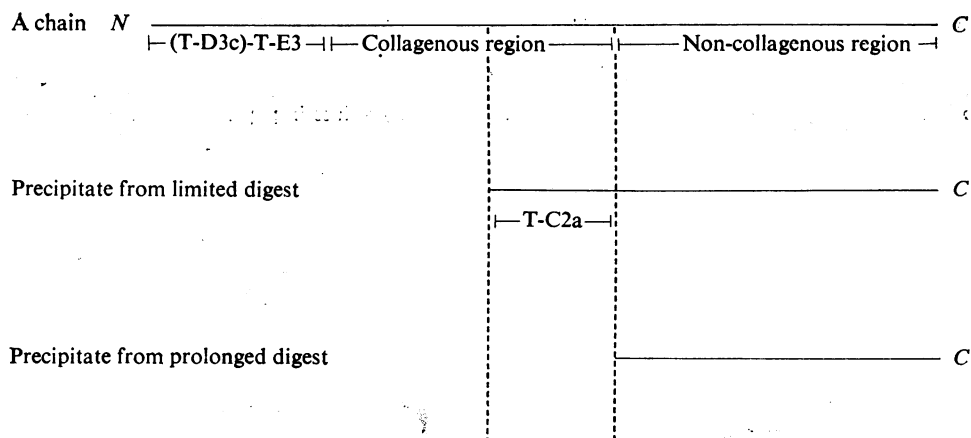 A chain N C
(T-D3c)-T-E3 Collagenous region Non-collagenous region
Precipitate from limited digest C
T-C2a
Precipitate from prolonged digest C